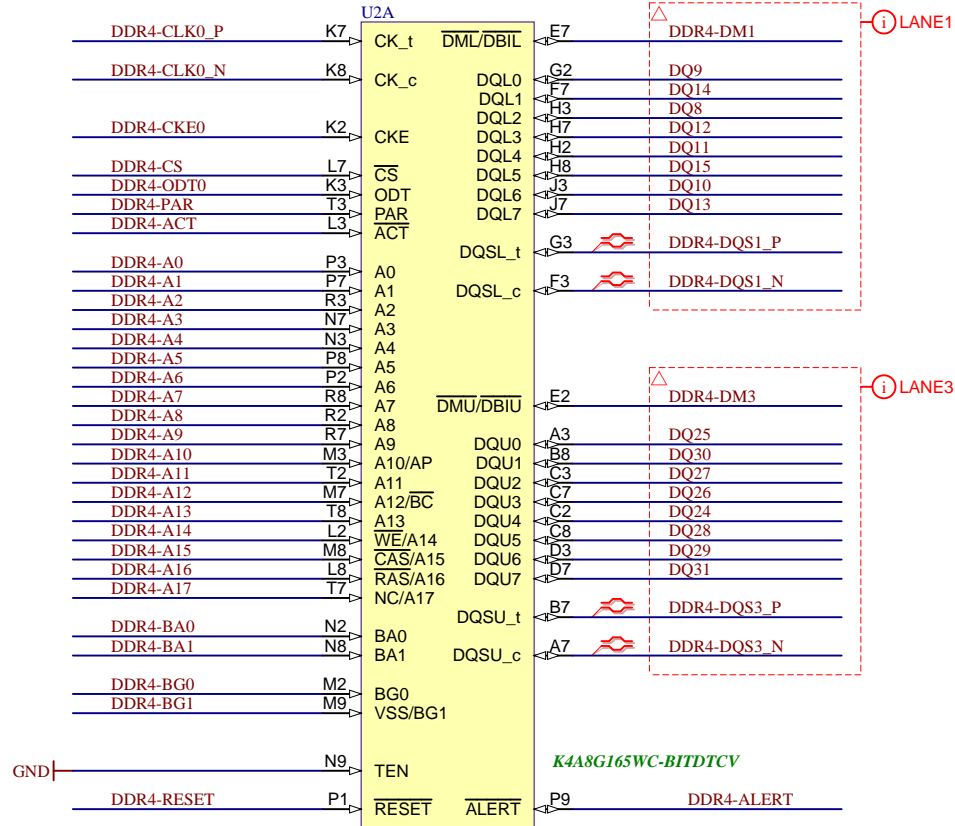 U2A
DDR4-CLK0_P K7 CK_t DML/DBIL E7 DDR4-DM1 i LANE1
DDR4-CLK0_N K8 CK_c DQL0 G2 DQ9
DQL1 F7 DQ14
DQL2 H3 DQ8
DDR4-CKE0 K2 CKE DQL3 H7 DQ12
DQL4 H2 DQ11
DDR4-CS L7 CS DQL5 H8 DQ15
DDR4-ODT0 K3 ODT DQL6 J3 DQ10
DDR4-PAR T3 PAR DQL7 J7 DQ13
DDR4-ACT L3 ACT
DQSL_t G3 DDR4-DQS1_P
DDR4-A0 P3 A0
DDR4-A1 P7 A1 DQSL_c F3 DDR4-DQS1_N
DDR4-A2 R3 A2
DDR4-A3 N7 A3
DDR4-A4 N3 A4
DDR4-A5 P8 A5
DDR4-A6 P2 A6 i LANE3
DDR4-A7 R8 A7 DMU/DBIU E2 DDR4-DM3
DDR4-A8 R2 A8
DDR4-A9 R7 A9 DQU0 A3 DQ25
DDR4-A10 M3 A10/AP DQU1 B8 DQ30
DDR4-A11 T2 A11 DQU2 C3 DQ27
DDR4-A12 M7 A12/BC DQU3 C7 DQ26
DDR4-A13 T8 A13 DQU4 C2 DQ24
DDR4-A14 L2 WE/A14 DQU5 C8 DQ28
DDR4-A15 M8 CAS/A15 DQU6 D3 DQ29
DDR4-A16 L8 RAS/A16 DQU7 D7 DQ31
DDR4-A17 T7 NC/A17
DQSU_t B7 DDR4-DQS3_P
DDR4-BA0 N2 BA0
DDR4-BA1 N8 BA1 DQSU_c A7 DDR4-DQS3_N
DDR4-BG0 M2 BG0
DDR4-BG1 M9 VSS/BG1
GND N9 TEN K4A8G165WC-BITDTCV
DDR4-RESET P1 RESET ALERT P9 DDR4-ALERT